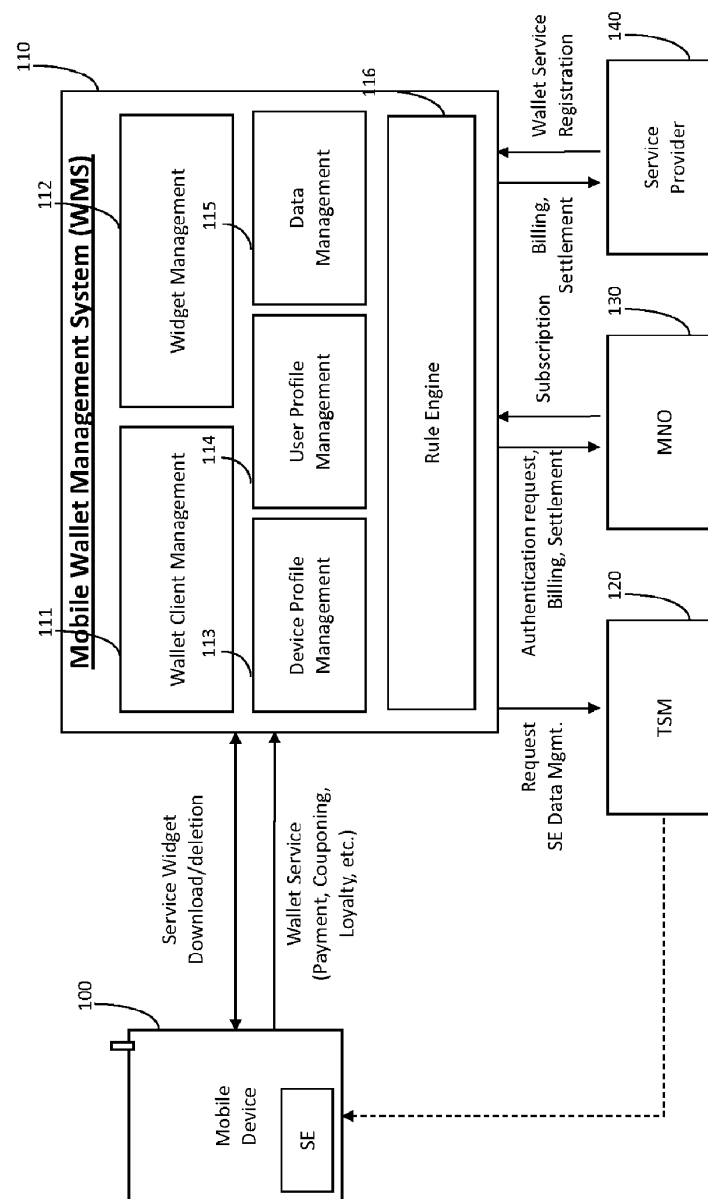 100
Mobile
Device
SE
Service Widget
Download/deletion
Wallet Service
(Payment, Couponing,
Loyalty, etc.)
110
Mobile Wallet Management System (WMS)
111
Wallet Client Management
112
Widget Management
113
Device Profile
Management
114
User Profile
Management
115
Data
Management
116
Rule Engine
Request
SE Data Mgmt.
Authentication request,
Billing, Settlement
Subscription
Billing,
Settlement
Wallet Service
Registration
120
TSM
130
MNO
140
Service
Provider